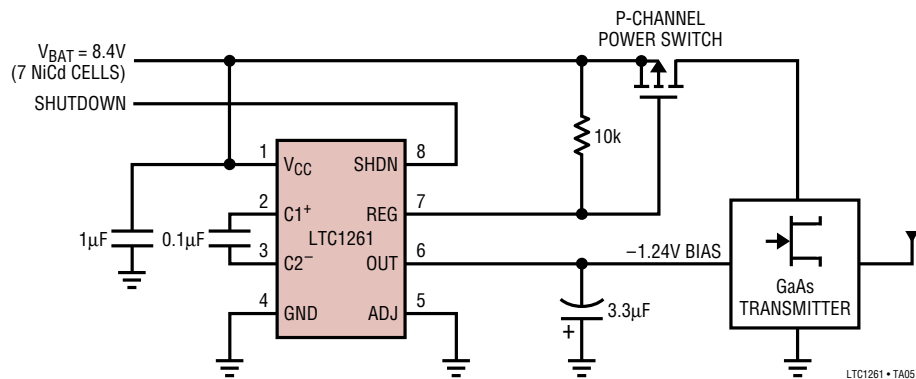 P-CHANNEL
POWER SWITCH
VBAT = 8.4V
(7 NiCd CELLS)
SHUTDOWN
10k
1
VCC
SHDN
8
2
C1+
REG
7
1µF
0.1µF
LTC1261
3
C2−
OUT
6
−1.24V BIAS
4
GND
ADJ
5
3.3µF
+
GaAs
TRANSMITTER
LTC1261 • TA05